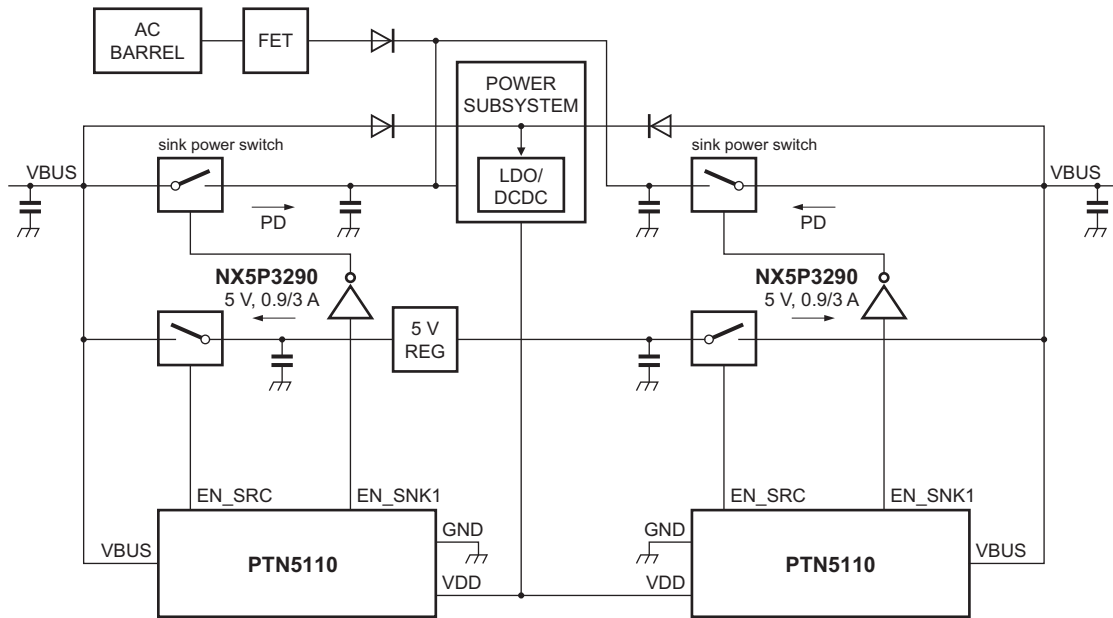 AC
BARREL
FET
POWER
SUBSYSTEM
sink power switch
sink power switch
VBUS
LDO/
DCDC
VBUS
PD
PD
NX5P3290
5 V, 0.9/3 A
NX5P3290
5 V, 0.9/3 A
5 V
REG
EN_SRC
EN_SNK1
EN_SRC
EN_SNK1
VBUS
PTN5110
GND
VDD
GND
VDD
PTN5110
VBUS